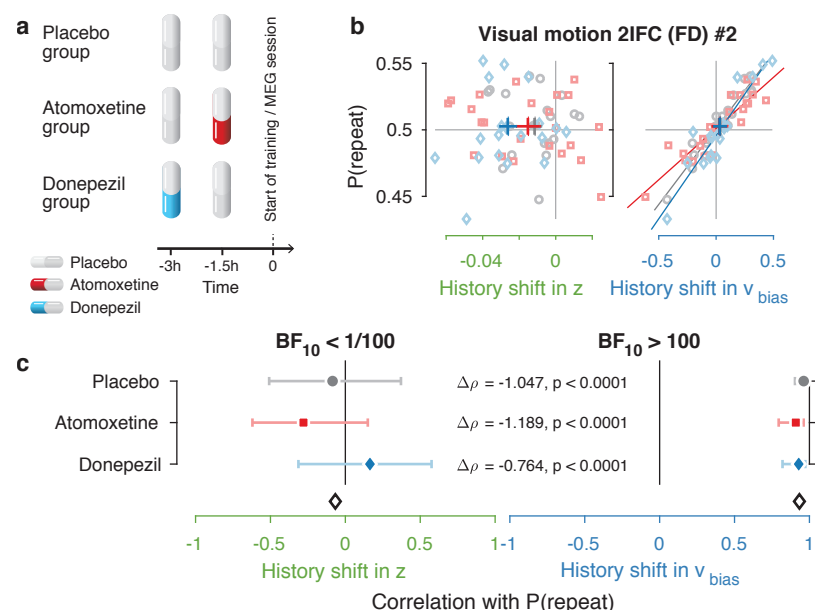 a
Placebo
group
Atomoxetine
group
Donepezil
group
Start of training / MEG session
-3h
-1.5h
0
Time
Placebo
Atomoxetine
Donepezil
b
Visual motion 2IFC (FD) #2
P(repeat)
0.55
0.5
0.45
-0.04
0
History shift in z
-0.5
0
0.5
History shift in v bias
c
BF10 < 1/100
BF10 > 100
Placebo
Δρ = -1.047, p < 0.0001
Atomoxetine
Δρ = -1.189, p < 0.0001
Donepezil
Δρ = -0.764, p < 0.0001
-1
-0.5
0
0.5
1
History shift in z
-1
-0.5
0
0.5
1
History shift in v bias
Correlation with P(repeat)